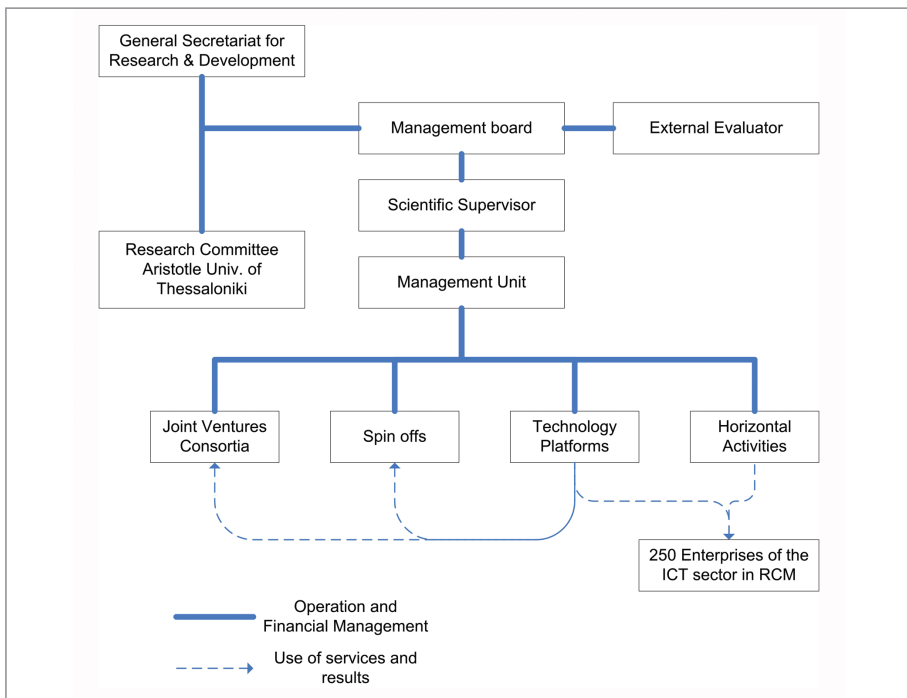 General Secretariat for
Research & Development
Management board
External Evaluator
Scientific Supervisor
Research Committee
Aristotle Univ. of
Thessaloniki
Management Unit
Joint Ventures
Consortia
Spin offs
Technology
Platforms
Horizontal
Activities
250 Enterprises of the
ICT sector in RCM
Operation and
Financial Management
Use of services and
results